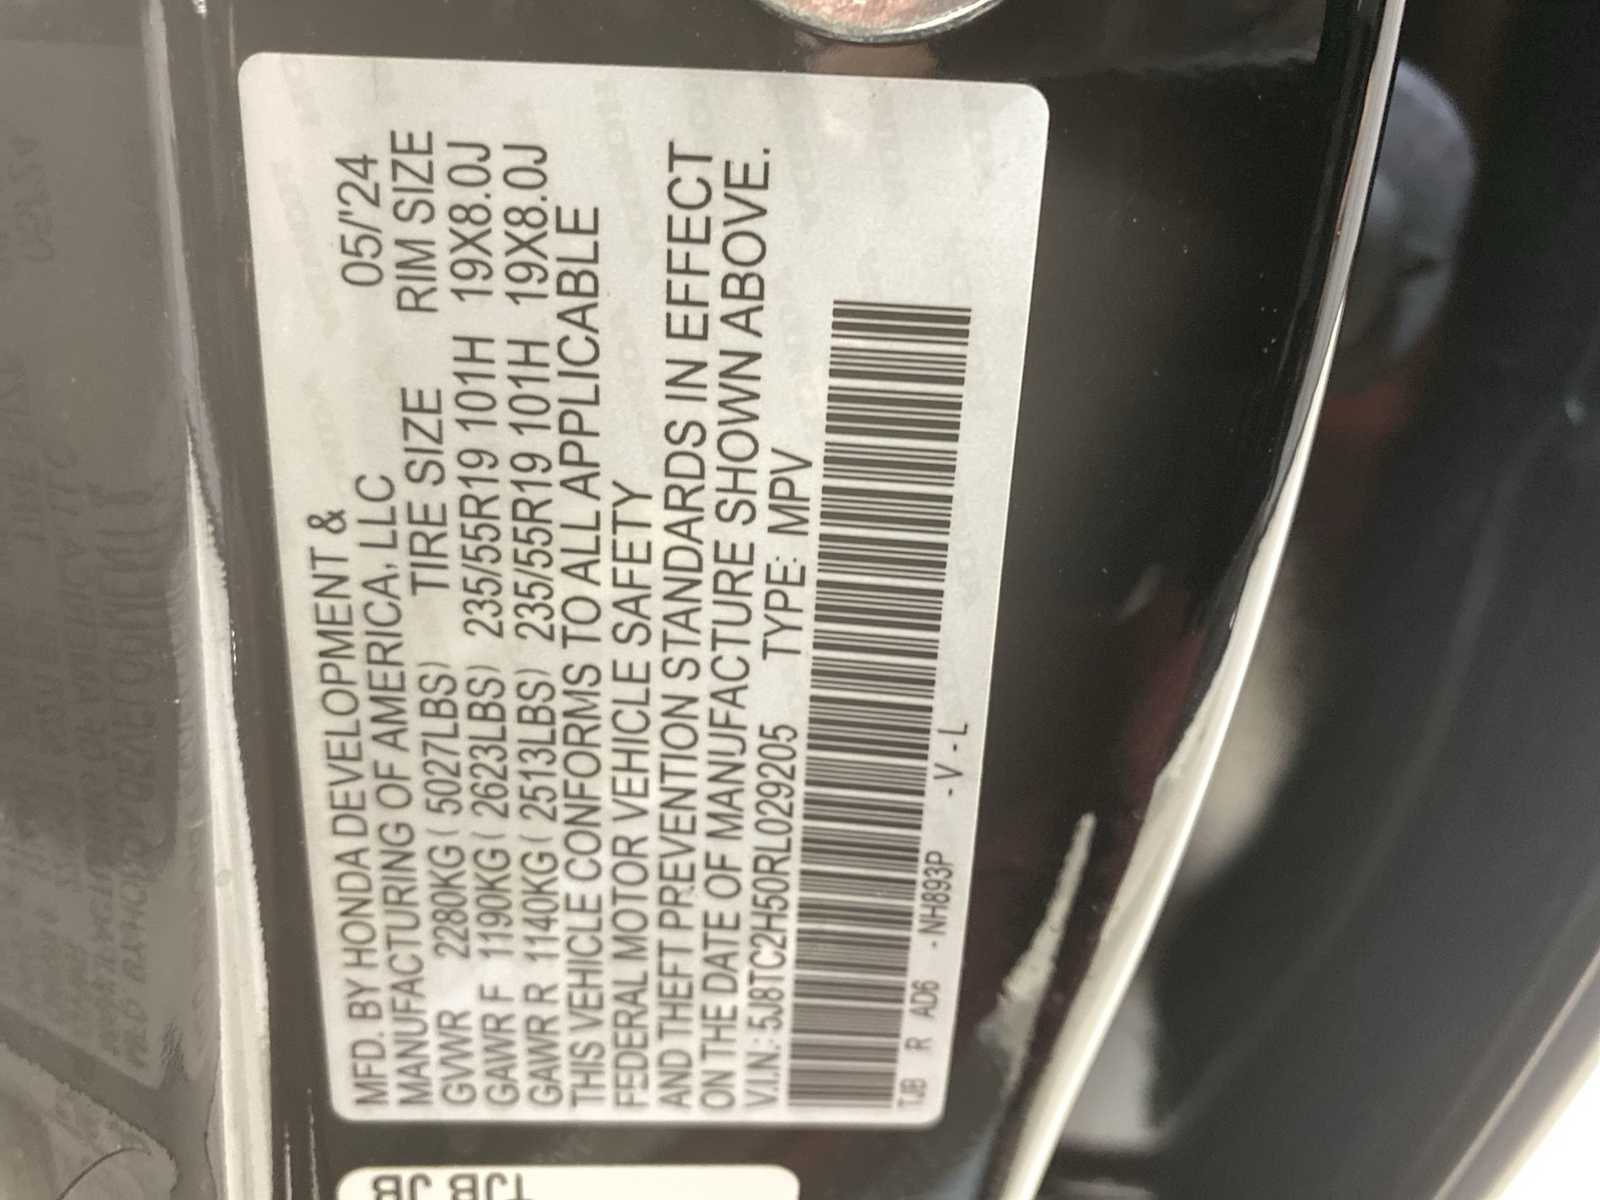 MFD. BY HONDA DEVELOPMENT &
MANUFACTURING OF AMERICA, LLC 05/'24
GVWR 2280KG ( 5027LBS) TIRE SIZE RIM SIZE
GAWR F 1190KG ( 2623LBS) 235/55R19 101H 19X8.0J
GAWR R 1140KG ( 2513LBS) 235/55R19 101H 19X8.0J
THIS VEHICLE CONFORMS TO ALL APPLICABLE
FEDERAL MOTOR VEHICLE SAFETY
AND THEFT PREVENTION STANDARDS IN EFFECT
ON THE DATE OF MANUFACTURE SHOWN ABOVE.
V.I.N.: 5J8TC2H50RL029205 TYPE: MPV
TJB R AD6 - NH893P - V - L